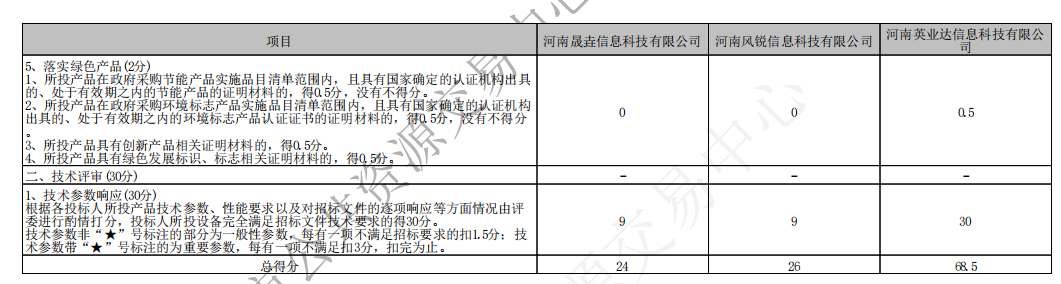 项目 河南晟垚信息科技有限公司 河南风锐信息科技有限公司 河南英业达信息科技有限公司
5、落实绿色产品(2分)
1、所投产品在政府采购节能产品实施品目清单范围内，且具有国家确定的认证机构出具
的、处于有效期之内的节能产品的证明材料的，得0.5分，没有不得分。
2、所投产品在政府采购环境标志产品实施品目清单范围内，且具有国家确定的认证机构
出具的、处于有效期之内的环境标志产品认证证书的证明材料的，得0.5分，没有不得分
。
3、所投产品具有创新产品相关证明材料的，得0.5分。
4、所投产品具有绿色发展标识、标志相关证明材料的，得0.5分。
0 0 0.5
二、技术评审(30分) - - -
1、技术参数响应(30分)
根据各投标人所投产品技术参数、性能要求以及对招标文件的逐项响应等方面情况由评
委进行酌情打分，投标人所投设备完全满足招标文件技术要求的得30分。
技术参数非“★”号标注的部分为一般性参数，每有一项不满足招标要求的扣1.5分；技
术参数带“★”号标注的为重要参数，每有一项不满足扣3分，扣完为止。
9 9 30
总得分 24 26 68.5
公共资源交易中心
源交易中心